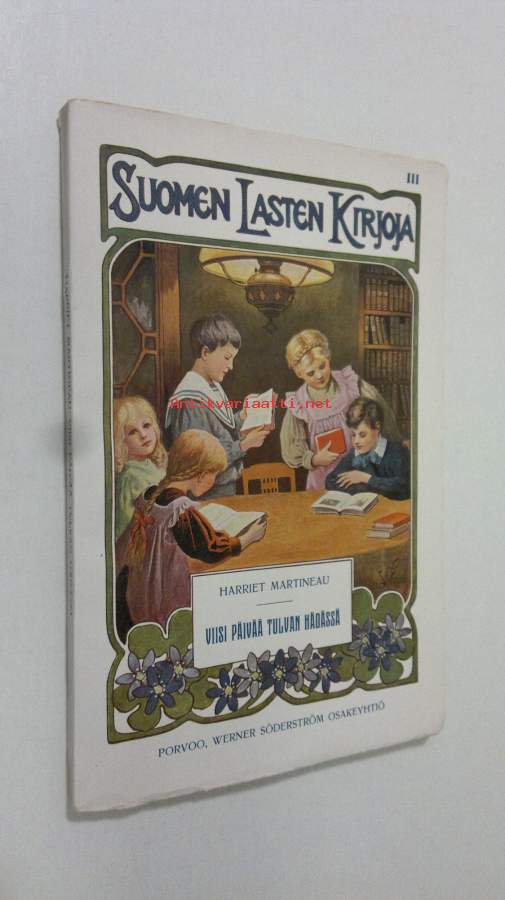 III
SUOMEN LASTEN KIRJOJA
Antikvariaatti.net
HARRIET MARTINEAU
VIISI PÄIVÄÄ TULVAN HÄDÄSSÄ
PORVOO, WERNER SÖDERSTRÖM OSAKEYHTIÖ